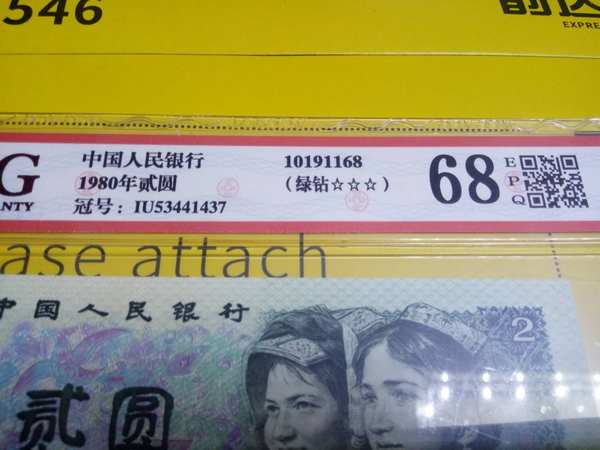 546
EXPRE
G
ANTY
中国人民银行
1980年贰圆
冠号：IU53441437
10191168
（绿钻☆☆☆）
68
E
P
Q
ase attach
中国人民银行
2
贰圆